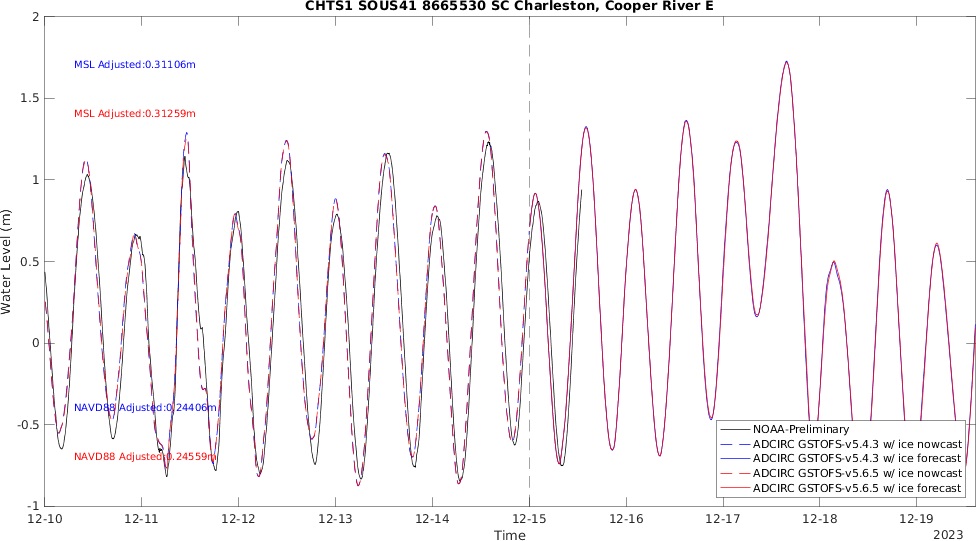 CHTS1 SOUS41 8665530 SC Charleston, Cooper River E
2
MSL Adjusted:0.31106m
1.5
MSL Adjusted:0.31259m
1
0.5
Water Level (m)
0
NAVD88 Adjusted:0.24406m
-0.5
NAVD88 Adjusted:0.24559m
-1
NOAA-Preliminary
ADCIRC GSTOFS-v5.4.3 w/ ice nowcast
ADCIRC GSTOFS-v5.4.3 w/ ice forecast
ADCIRC GSTOFS-v5.6.5 w/ ice nowcast
ADCIRC GSTOFS-v5.6.5 w/ ice forecast
12-10 12-11 12-12 12-13 12-14 12-15 12-16 12-17 12-18 12-19
Time
2023